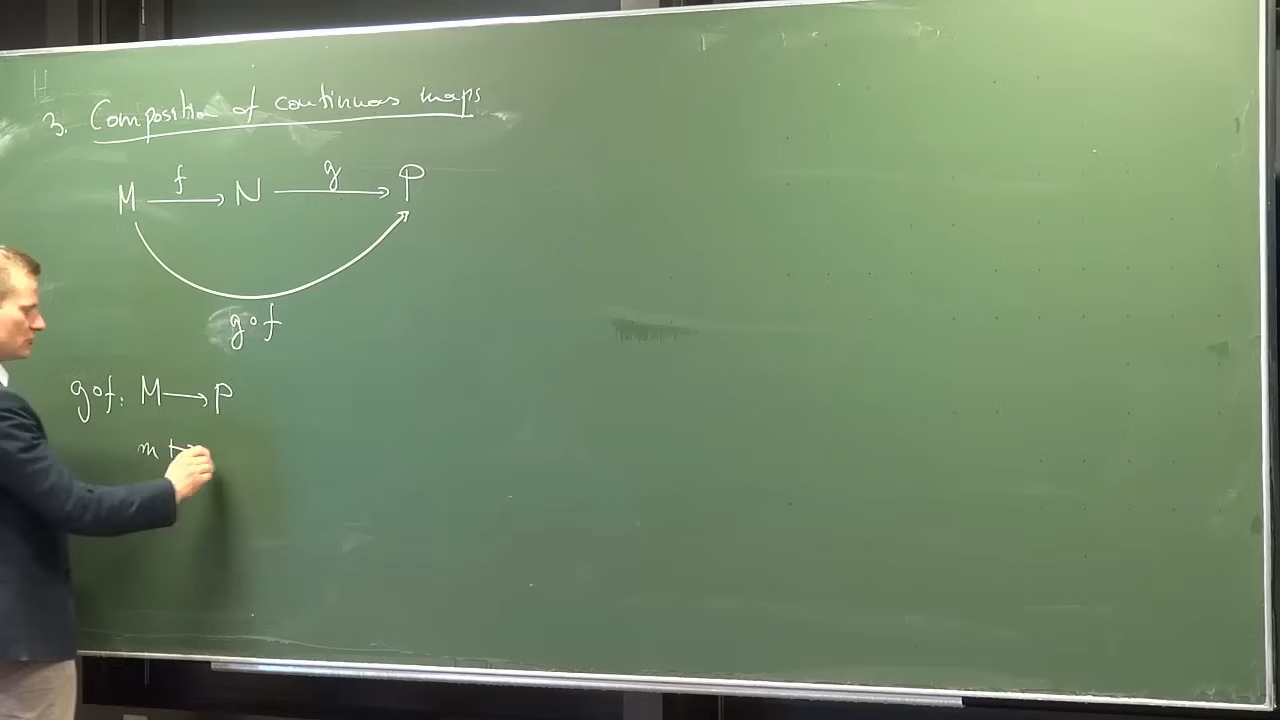 3. Composition of continuous maps
M f→ N g→ P
g∘f
g∘f: M → P
m ↦